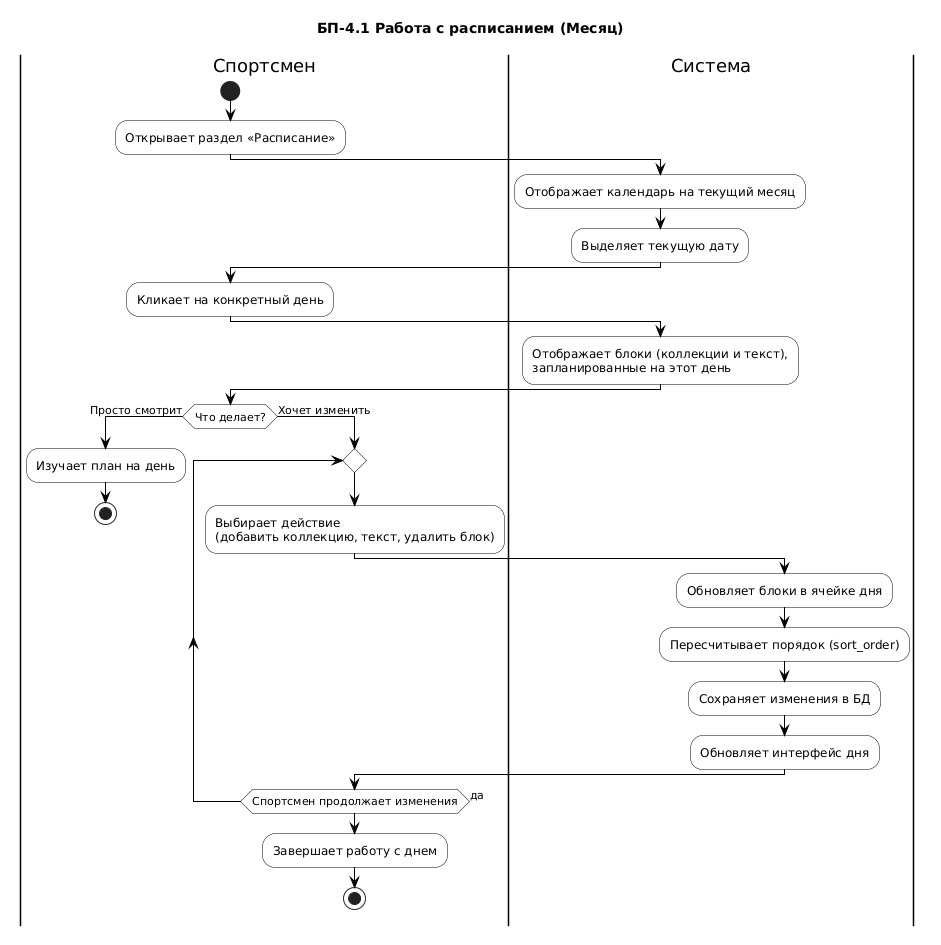 БП-4.1 Работа с расписанием (Месяц)
Спортсмен
Система
Открывает раздел «Расписание»
Отображает календарь на текущий месяц
Выделяет текущую дату
Кликает на конкретный день
Отображает блоки (коллекции и текст),
запланированные на этот день
Просто смотрит
Что делает?
Хочет изменить
Изучает план на день
Выбирает действие
(добавить коллекцию, текст, удалить блок)
Обновляет блоки в ячейке дня
Пересчитывает порядок (sort_order)
Сохраняет изменения в БД
Обновляет интерфейс дня
Спортсмен продолжает изменения
да
Завершает работу с днем